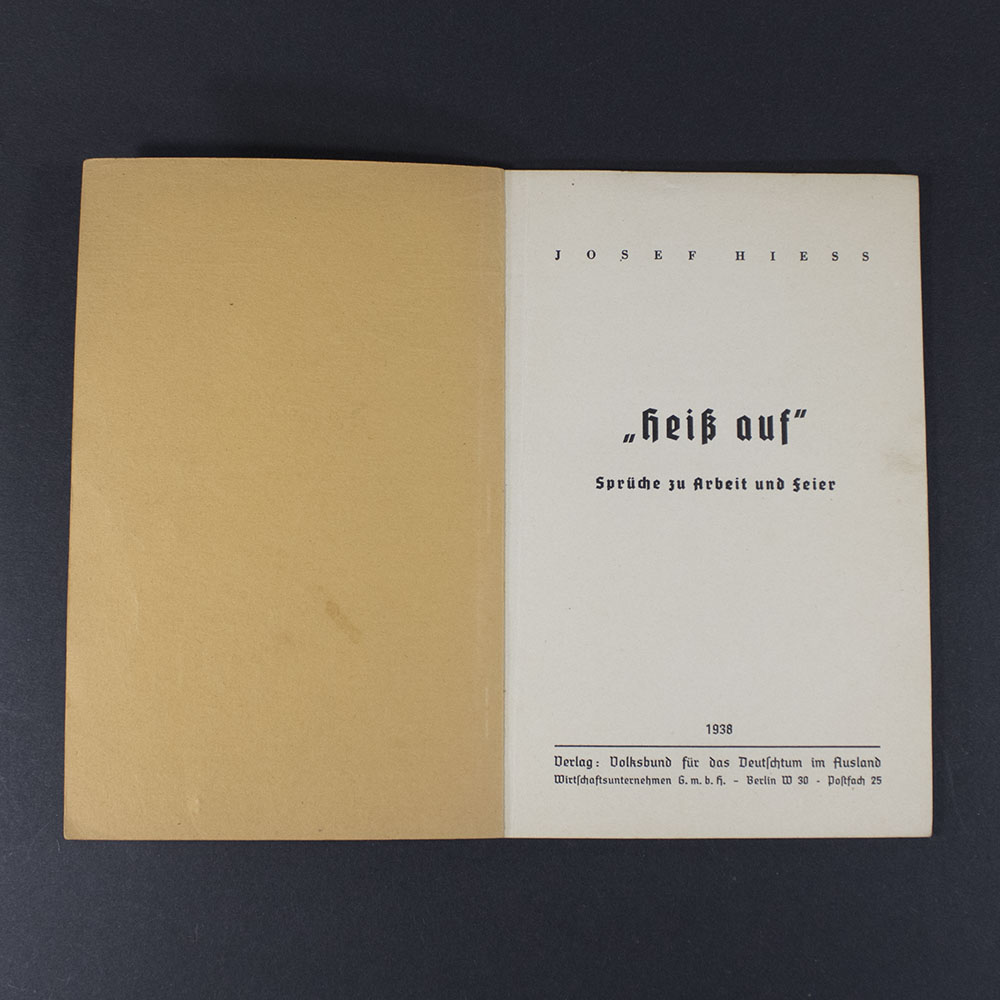 JOSEF HIESS
„Heiß auf“
Sprüche zu Arbeit und Feier
1938
Verlag: Volksbund für das Deutschtum im Ausland
Wirtschaftsunternehmen G. m. b. H. - Berlin W 30 - Postfach 25